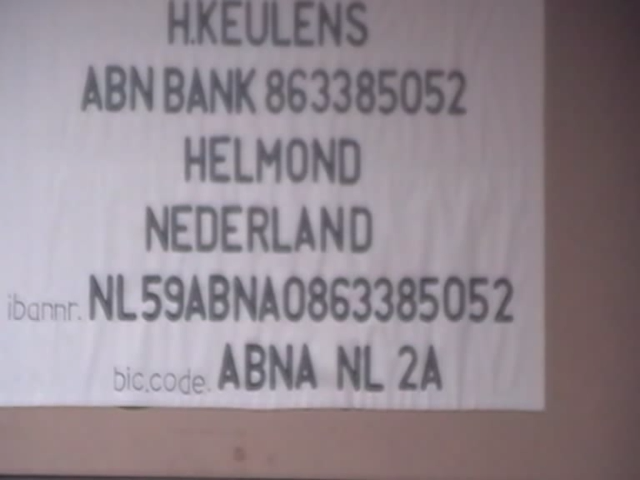 H.KEULENS
ABN BANK 863385052
HELMOND
NEDERLAND
ibannr. NL59ABNA0863385052
bic.code. ABNA NL 2A